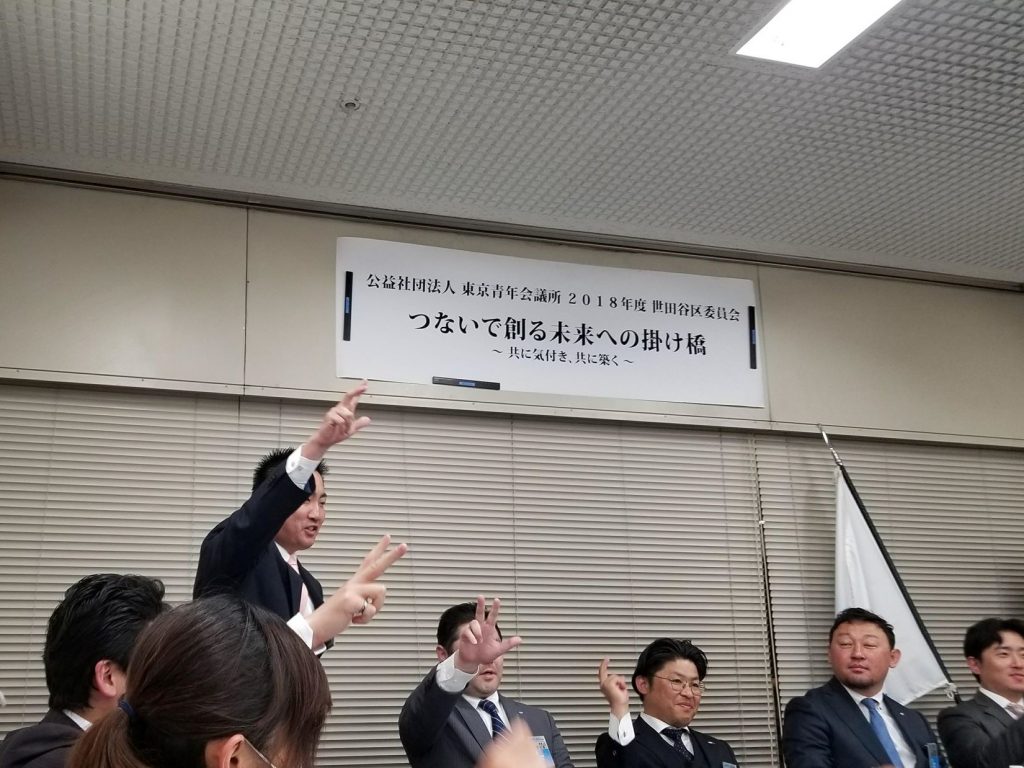 公益社団法人 東京青年会議所 2018年度 世田谷区委員会
つないで創る未来への掛け橋
～ 共に気付き、共に築く ～